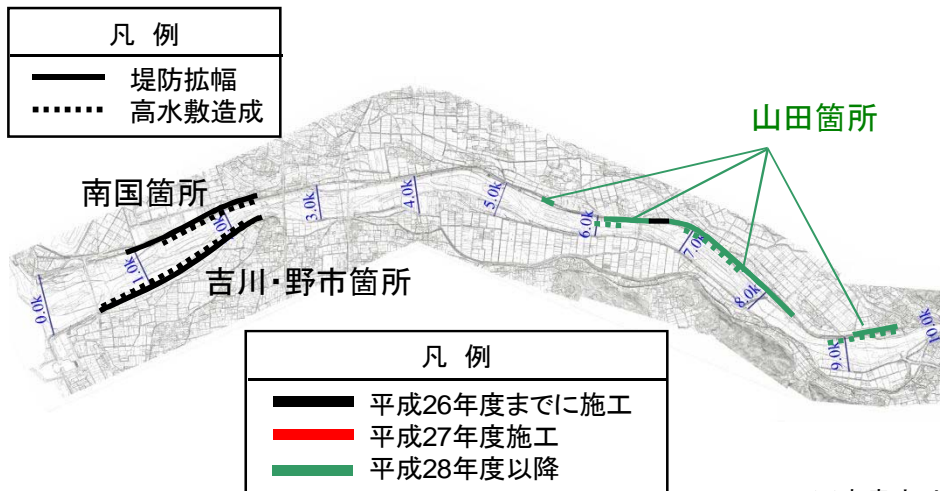 凡 例
堤防拡幅
高水敷造成
山田箇所
南国箇所
吉川・野市箇所
0.0k
1.0k
3.0k
4.0k
5.0k
6.0k
7.0k
8.0k
9.0k
10.0k
凡 例
平成26年度までに施工
平成27年度施工
平成28年度以降